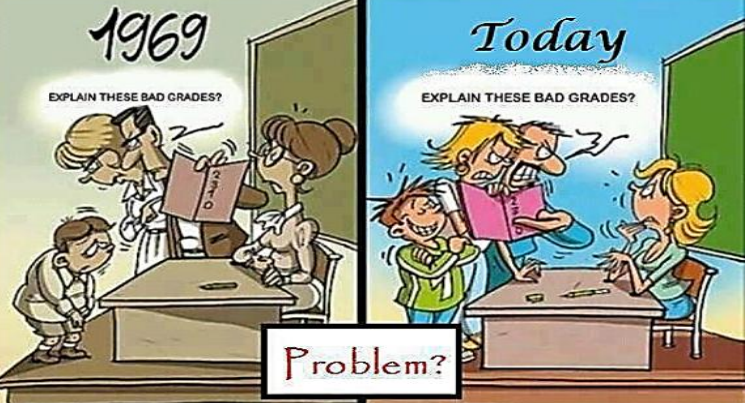 1969
EXPLAIN THESE BAD GRADES?
Today
EXPLAIN THESE BAD GRADES?
Problem?